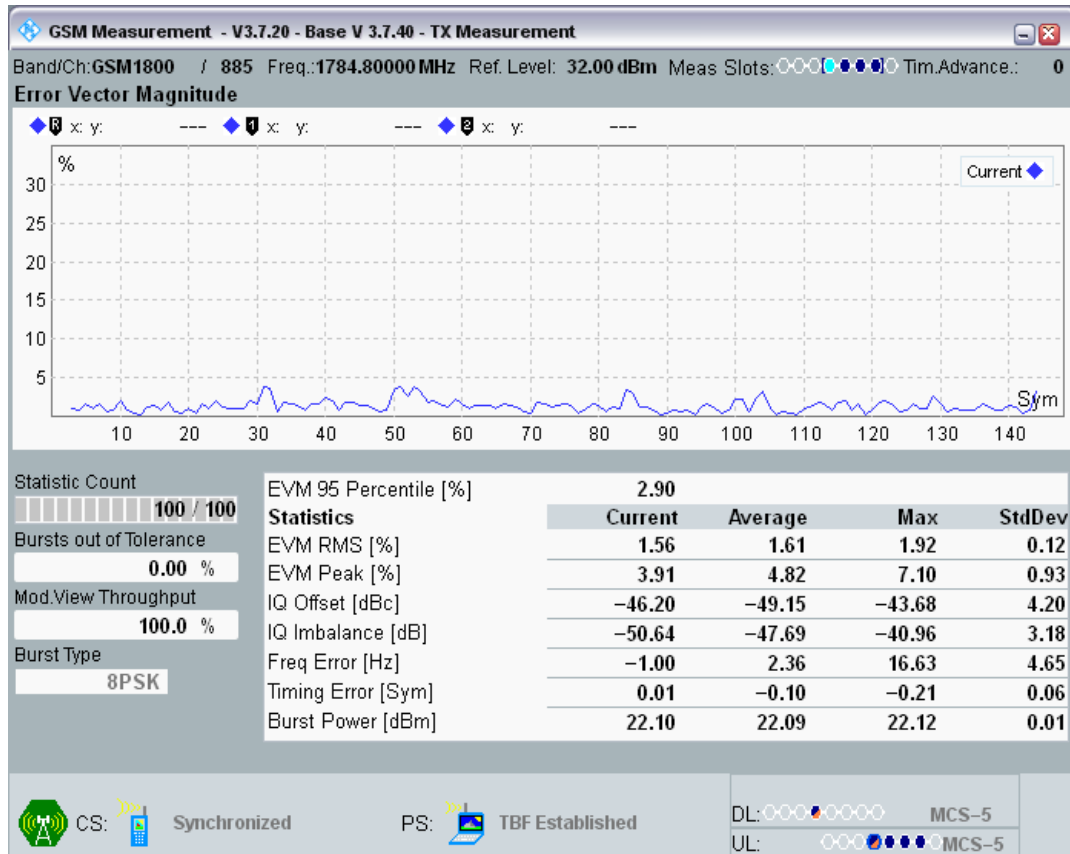 GSM Measurement - V3.7.20 - Base V 3.7.40 - TX Measurement
Band/Ch:GSM1800 / 885 Freq.:1784.80000 MHz Ref. Level: 32.00 dBm Meas Slots: Tim.Advance.: 0
Error Vector Magnitude
R x: y: --- 1 x: y: --- 2 x: y: ---
%
Current
30
25
20
15
10
5
Sym
10 20 30 40 50 60 70 80 90 100 110 120 130 140
Statistic Count
100 / 100
Bursts out of Tolerance
0.00 %
Mod.View Throughput
100.0 %
Burst Type
8PSK
EVM 95 Percentile [%] 2.90
Statistics Current Average Max StdDev
EVM RMS [%] 1.56 1.61 1.92 0.12
EVM Peak [%] 3.91 4.82 7.10 0.93
IQ Offset [dBc] −46.20 −49.15 −43.68 4.20
IQ Imbalance [dB] −50.64 −47.69 −40.96 3.18
Freq Error [Hz] −1.00 2.36 16.63 4.65
Timing Error [Sym] 0.01 −0.10 −0.21 0.06
Burst Power [dBm] 22.10 22.09 22.12 0.01
CS: Synchronized PS: TBF Established
DL: MCS−5
UL: MCS−5